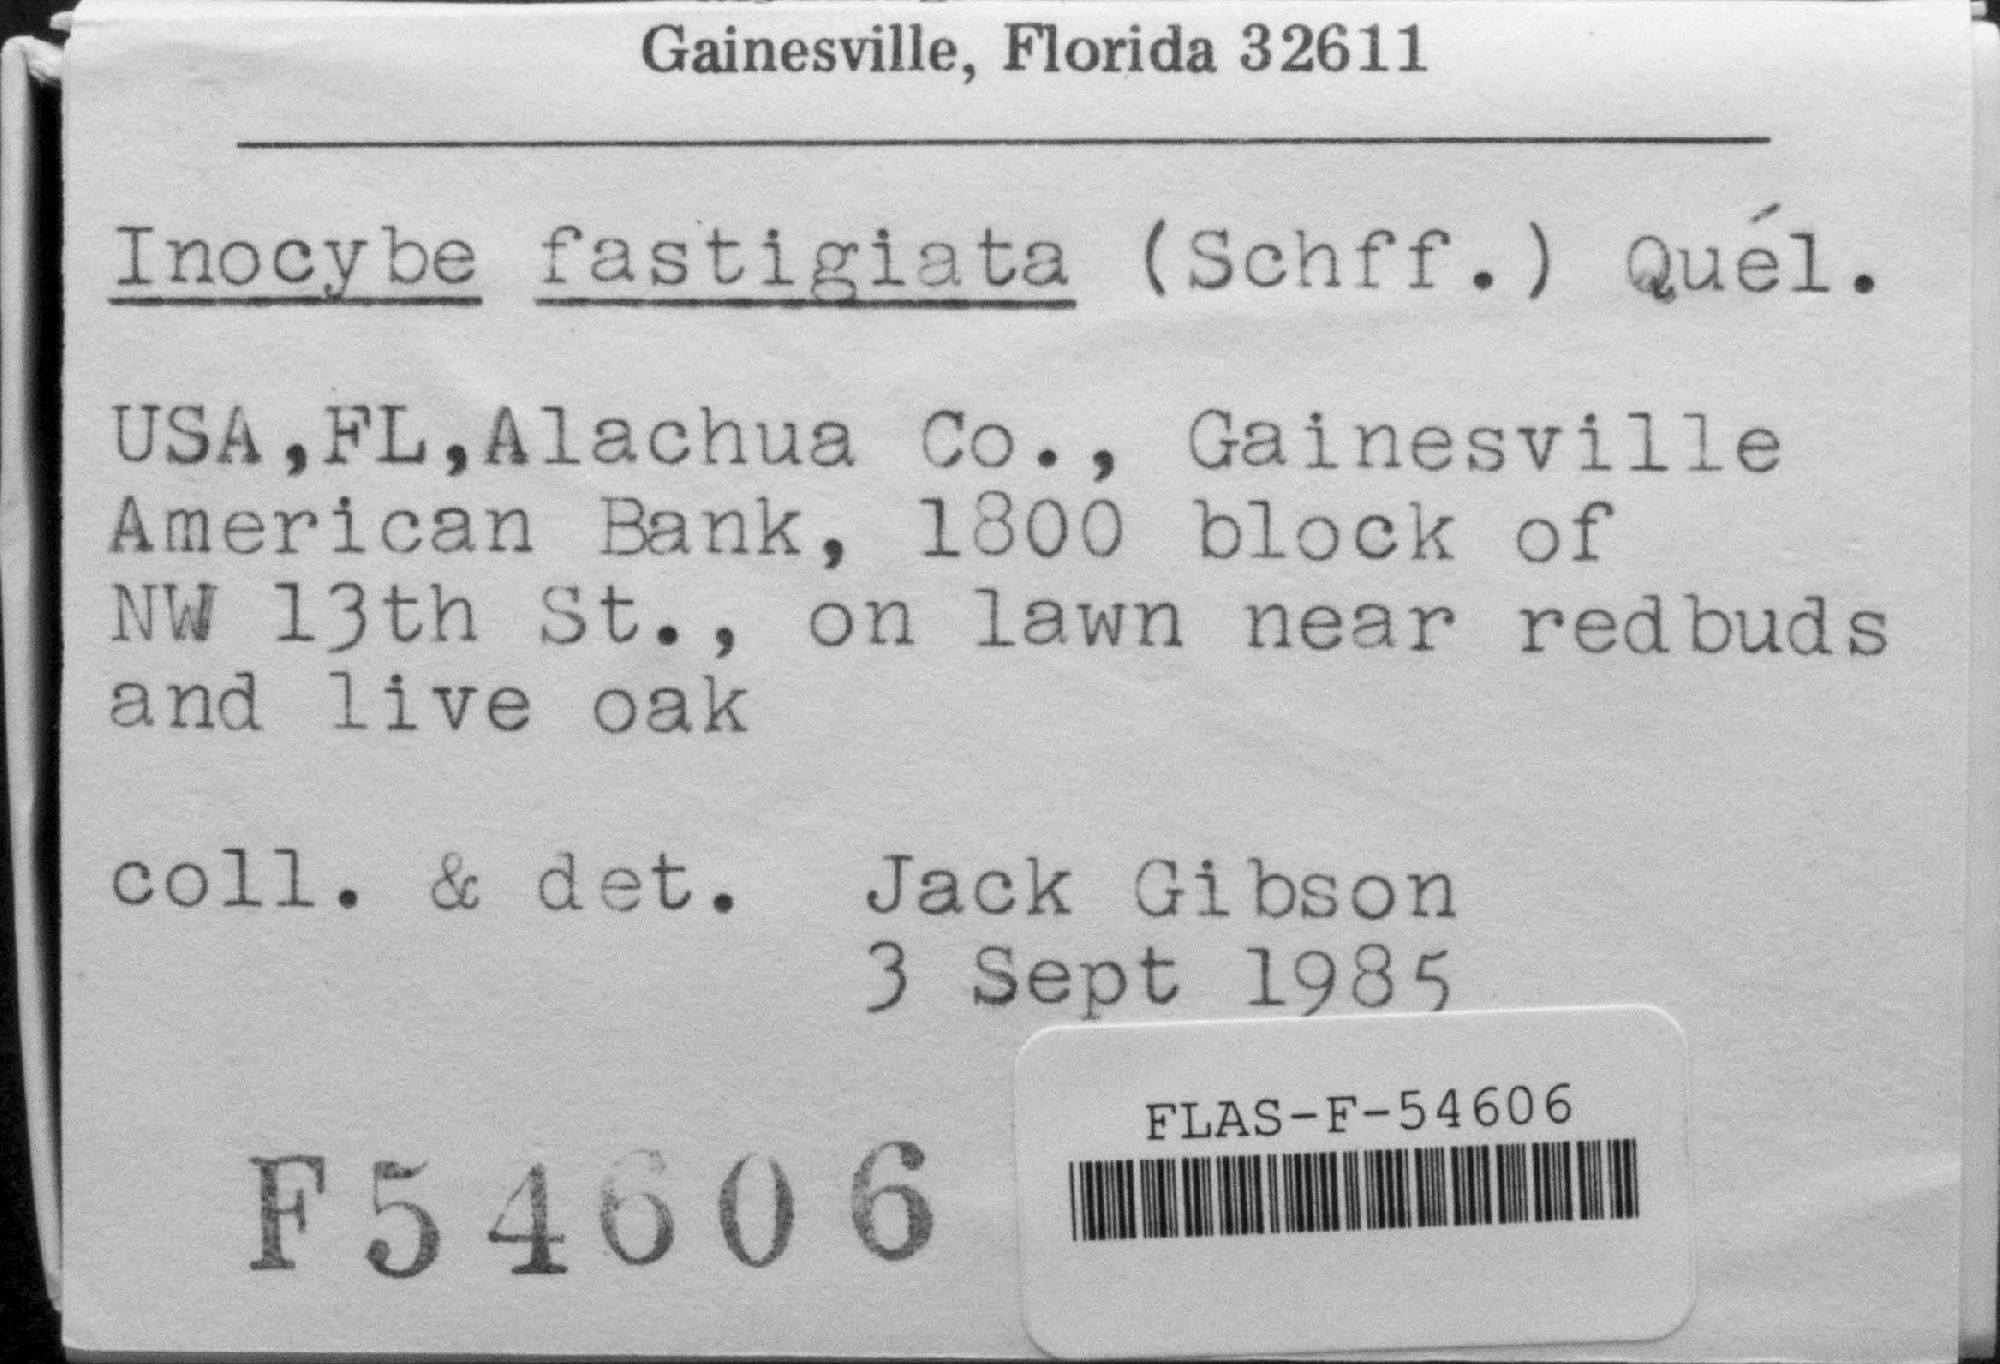 Gainesville, Florida 32611
Inocybe fastigiata (Schff.) Quél.
USA,FL,Alachua Co., Gainesville
American Bank, 1800 block of
NW 13th St., on lawn near redbuds
and live oak
coll. & det. Jack Gibson
3 Sept 1985
FLAS-F-54606
F54606